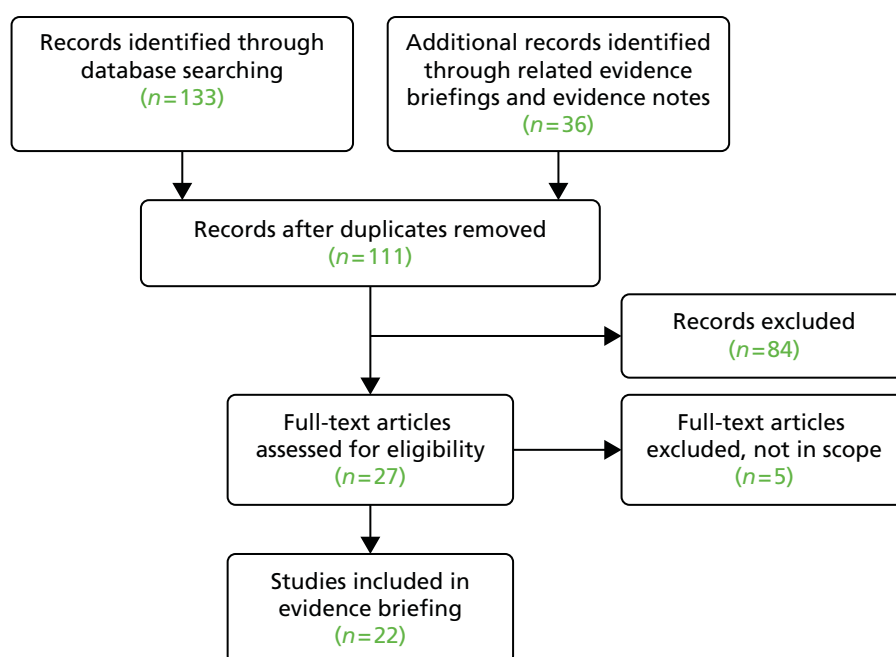 Records identified through
database searching
(n=133)
Additional records identified
through related evidence
briefings and evidence notes
(n=36)
Records after duplicates removed
(n=111)
Records excluded
(n=84)
Full-text articles
assessed for eligibility
(n=27)
Full-text articles
excluded, not in scope
(n=5)
Studies included in
evidence briefing
(n=22)